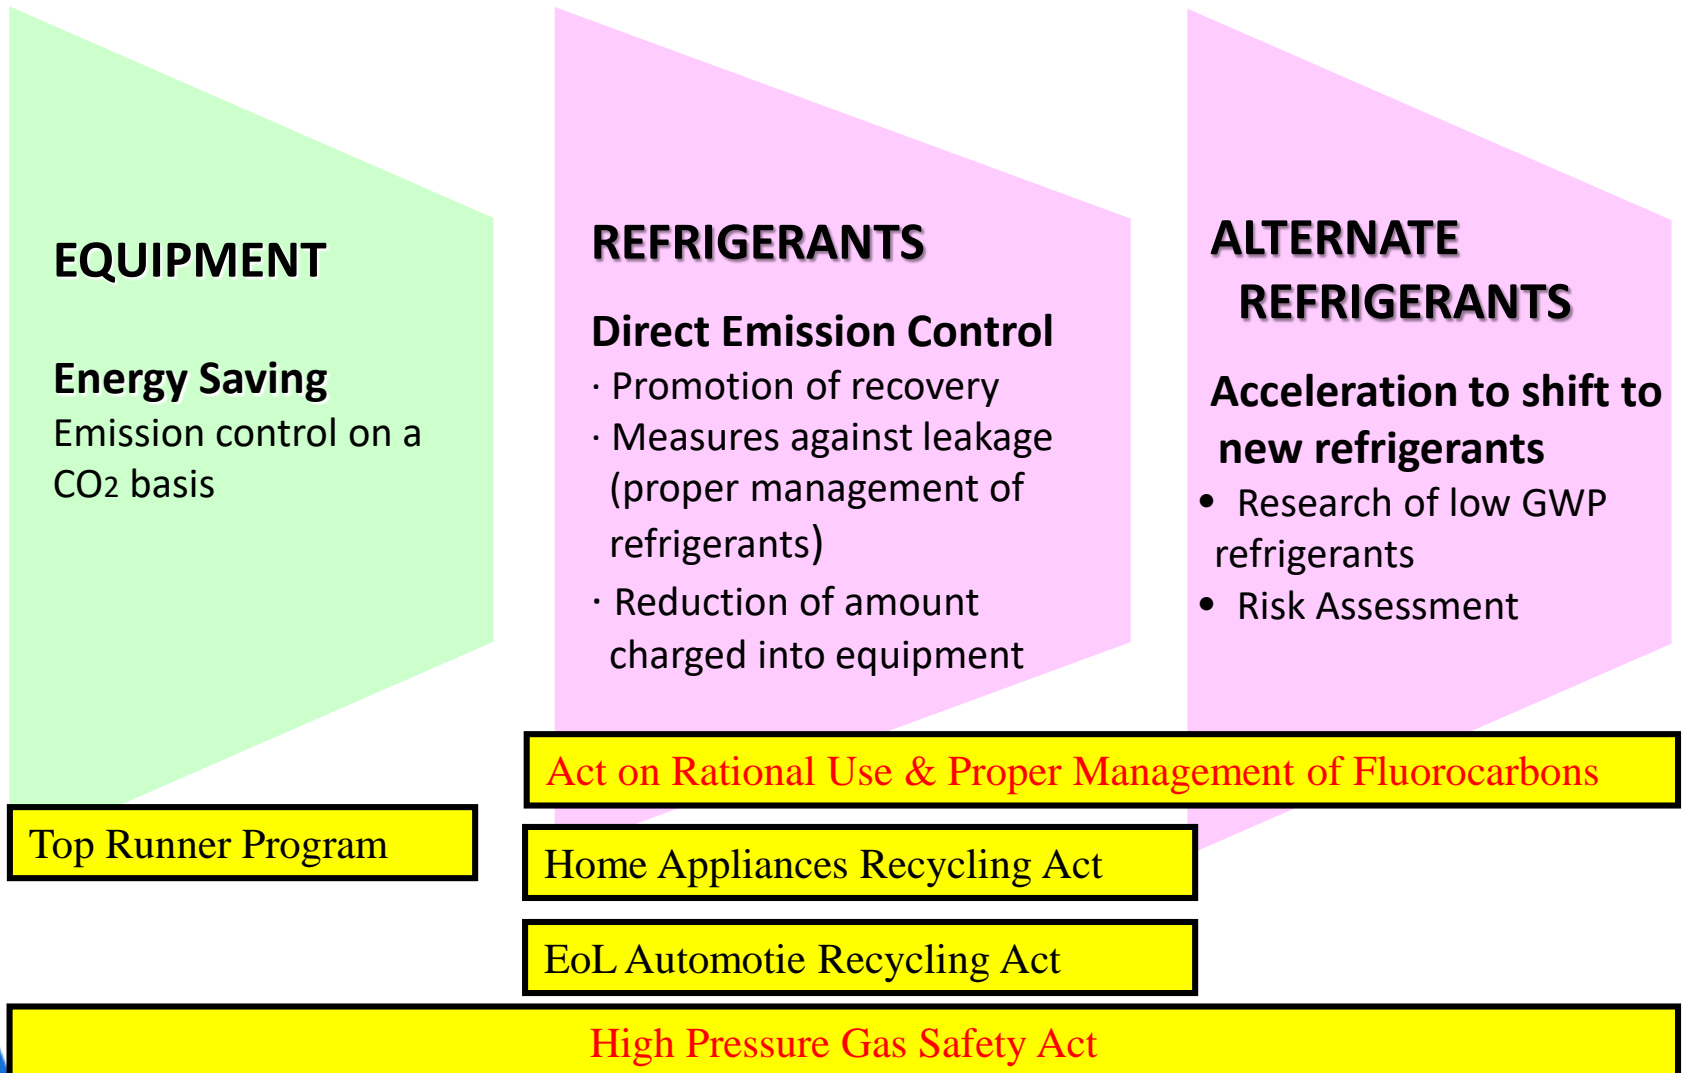 EQUIPMENT
Energy Saving
Emission control on a
CO2 basis
REFRIGERANTS
Direct Emission Control
· Promotion of recovery
· Measures against leakage
(proper management of
refrigerants)
· Reduction of amount
charged into equipment
ALTERNATE
REFRIGERANTS
Acceleration to shift to
new refrigerants
• Research of low GWP
refrigerants
• Risk Assessment
Act on Rational Use & Proper Management of Fluorocarbons
Top Runner Program
Home Appliances Recycling Act
EoL Automotie Recycling Act
High Pressure Gas Safety Act